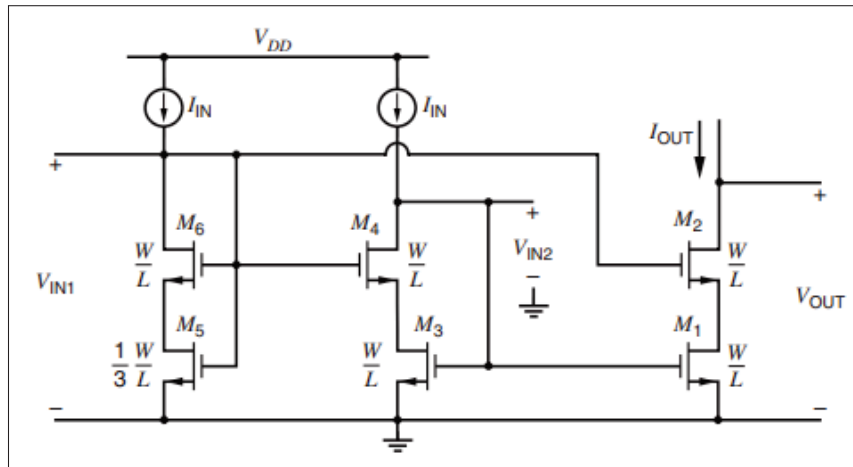 V_DD
I_IN
I_IN
I_OUT
+
+
+
M_6
M_4
M_2
W/L
W/L
V_IN2
W/L
V_IN1
−
V_OUT
M_5
M_3
M_1
1/3 W/L
W/L
W/L
−
−